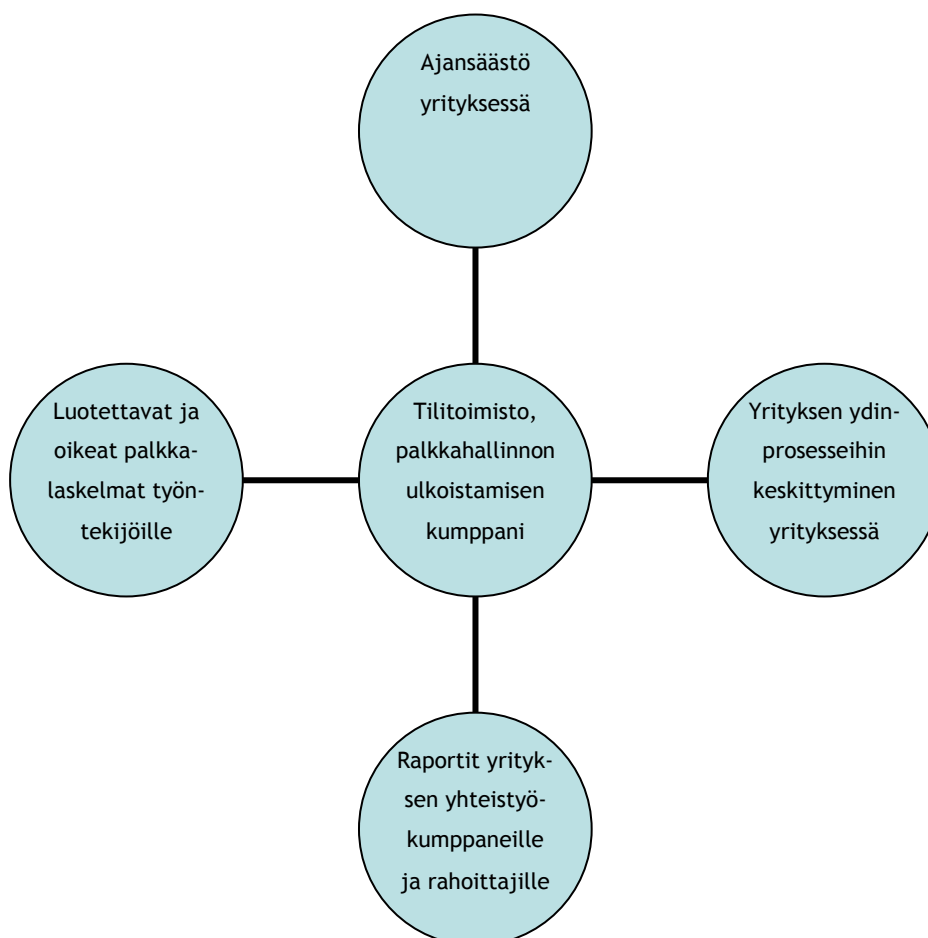 Ajansäästö
yrityksessä
Luotettavat ja
oikeat palkka-
laskelmat työn-
tekijöille
Tilitoimisto,
palkkahallinnon
ulkoistamisen
kumppani
Yrityksen ydin-
prosesseihin
keskittyminen
yrityksessä
Raportit yrityk-
sen yhteistyö-
kumppaneille
ja rahoittajille